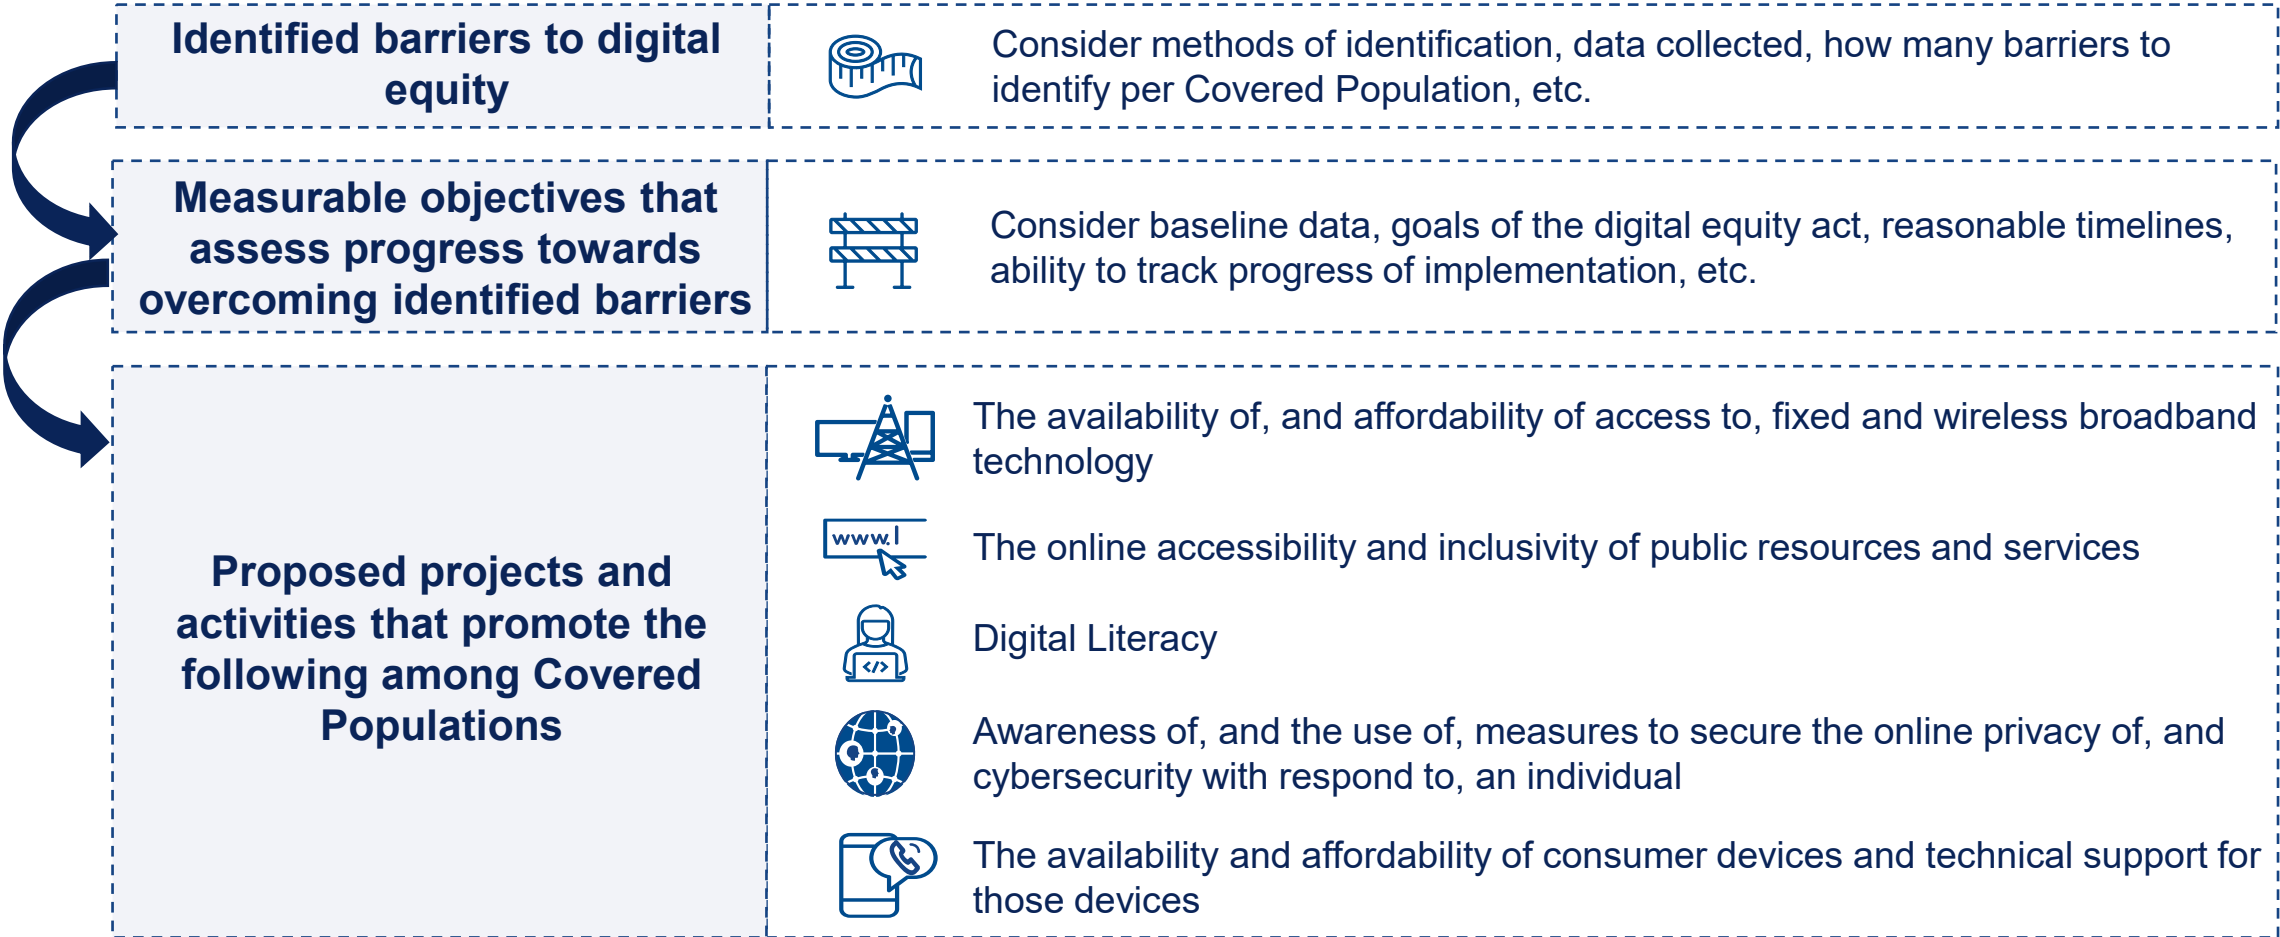 Identified barriers to digital
equity
Consider methods of identification, data collected, how many barriers to
identify per Covered Population, etc.
Measurable objectives that
assess progress towards
overcoming identified barriers
Consider baseline data, goals of the digital equity act, reasonable timelines,
ability to track progress of implementation, etc.
Proposed projects and
activities that promote the
following among Covered
Populations
The availability of, and affordability of access to, fixed and wireless broadband
technology
www.
The online accessibility and inclusivity of public resources and services
</>
Digital Literacy
Awareness of, and the use of, measures to secure the online privacy of, and
cybersecurity with respond to, an individual
The availability and affordability of consumer devices and technical support for
those devices